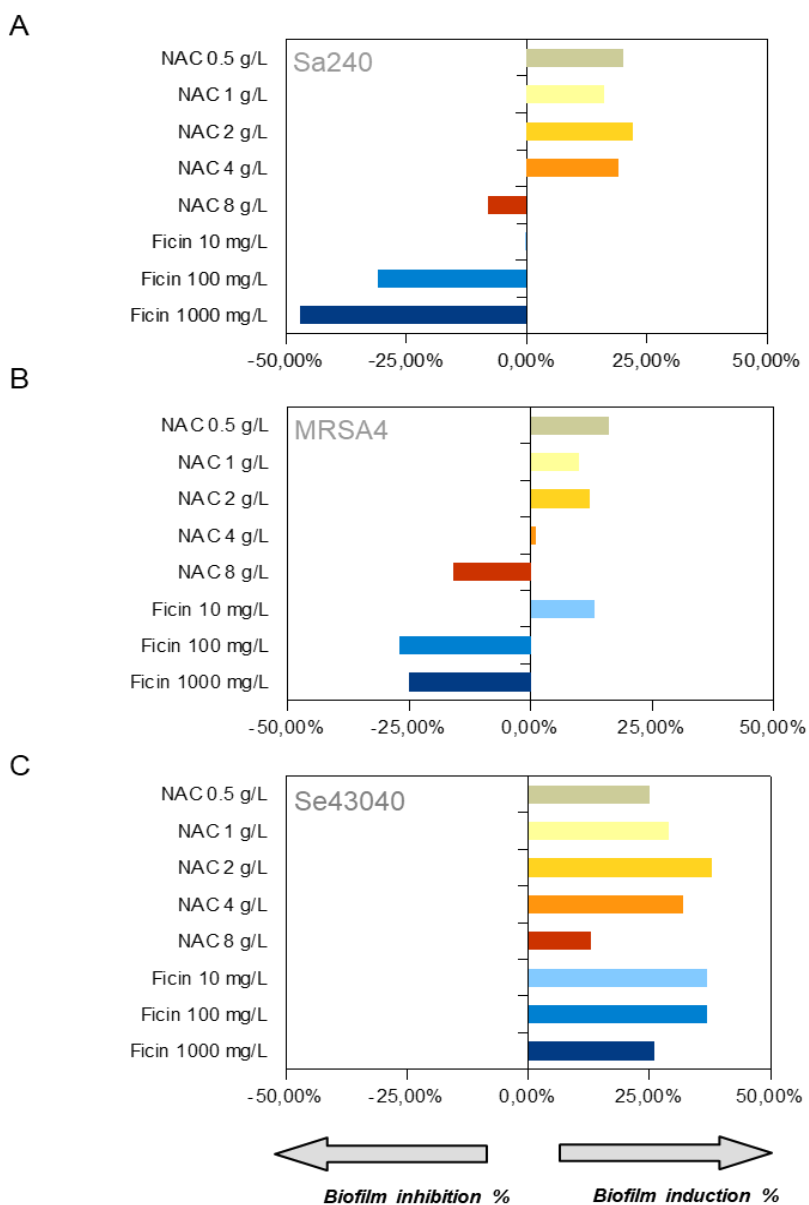 A
Sa240
NAC 0.5 g/L
NAC 1 g/L
NAC 2 g/L
NAC 4 g/L
NAC 8 g/L
Ficin 10 mg/L
Ficin 100 mg/L
Ficin 1000 mg/L
-50,00% -25,00% 0,00% 25,00% 50,00%
B
MRSA4
NAC 0.5 g/L
NAC 1 g/L
NAC 2 g/L
NAC 4 g/L
NAC 8 g/L
Ficin 10 mg/L
Ficin 100 mg/L
Ficin 1000 mg/L
-50,00% -25,00% 0,00% 25,00% 50,00%
C
Se43040
NAC 0.5 g/L
NAC 1 g/L
NAC 2 g/L
NAC 4 g/L
NAC 8 g/L
Ficin 10 mg/L
Ficin 100 mg/L
Ficin 1000 mg/L
-50,00% -25,00% 0,00% 25,00% 50,00%
Biofilm inhibition % Biofilm induction %